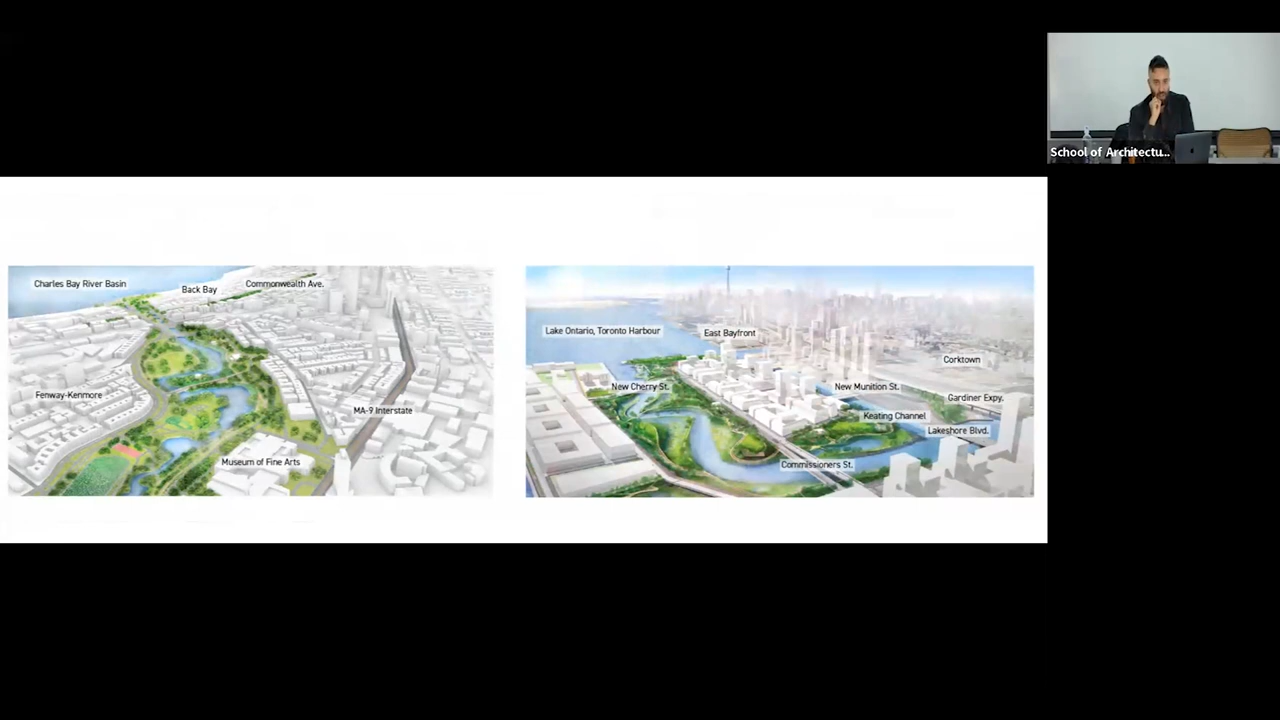 School of Architectu...
Charles Bay River Basin
Back Bay
Commonwealth Ave.
Fenway-Kenmore
MA-9 Interstate
Museum of Fine Arts
Lake Ontario, Toronto Harbour
East Bayfront
Corktown
New Cherry St.
New Munition St.
Gardiner Expy.
Keating Channel
Lakeshore Blvd.
Commissioners St.